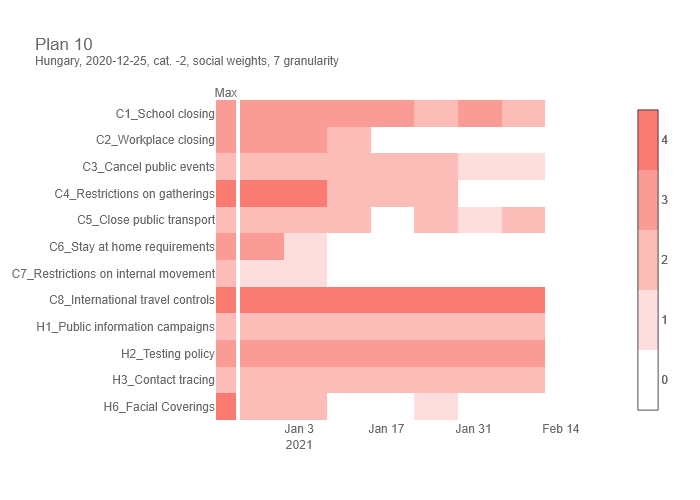 Plan 10
Hungary, 2020-12-25, cat. -2, social weights, 7 granularity
Max
C1_School closing
C2_Workplace closing
C3_Cancel public events
C4_Restrictions on gatherings
C5_Close public transport
C6_Stay at home requirements
C7_Restrictions on internal movement
C8_International travel controls
H1_Public information campaigns
H2_Testing policy
H3_Contact tracing
H6_Facial Coverings
Jan 3
2021
Jan 17
Jan 31
Feb 14
4
3
2
1
0